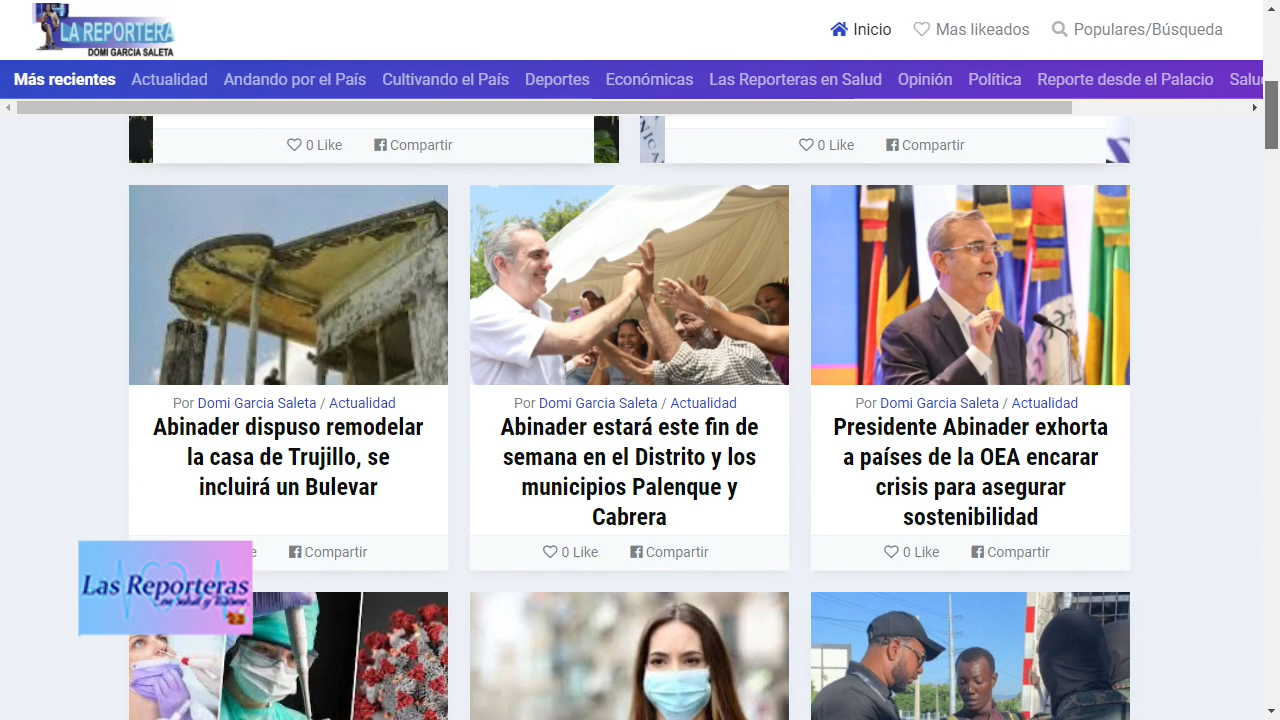 LA REPORTERA
DOMI GARCIA SALETA
Inicio
Mas likeados
Populares/Búsqueda
Más recientes
Actualidad
Andando por el País
Cultivando el País
Deportes
Económicas
Las Reporteras en Salud
Opinión
Política
Reporte desde el Palacio
0 Like
Compartir
0 Like
Compartir
Por Domi Garcia Saleta / Actualidad
Abinader dispuso remodelar
la casa de Trujillo, se
incluirá un Bulevar
Compartir
Por Domi Garcia Saleta / Actualidad
Abinader estará este fin de
semana en el Distrito y los
municipios Palenque y
Cabrera
0 Like
Compartir
Por Domi Garcia Saleta / Actualidad
Presidente Abinader exhorta
a países de la OEA encarar
crisis para asegurar
sostenibilidad
0 Like
Compartir
Las Reporteras